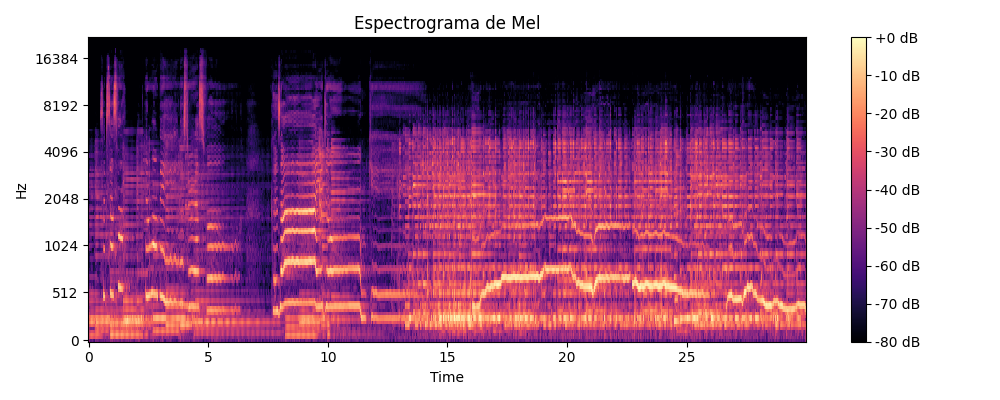 Espectrograma de Mel
Hz
16384
8192
4096
2048
1024
512
0
0 5 10 15 20 25
Time
+0 dB
-10 dB
-20 dB
-30 dB
-40 dB
-50 dB
-60 dB
-70 dB
-80 dB